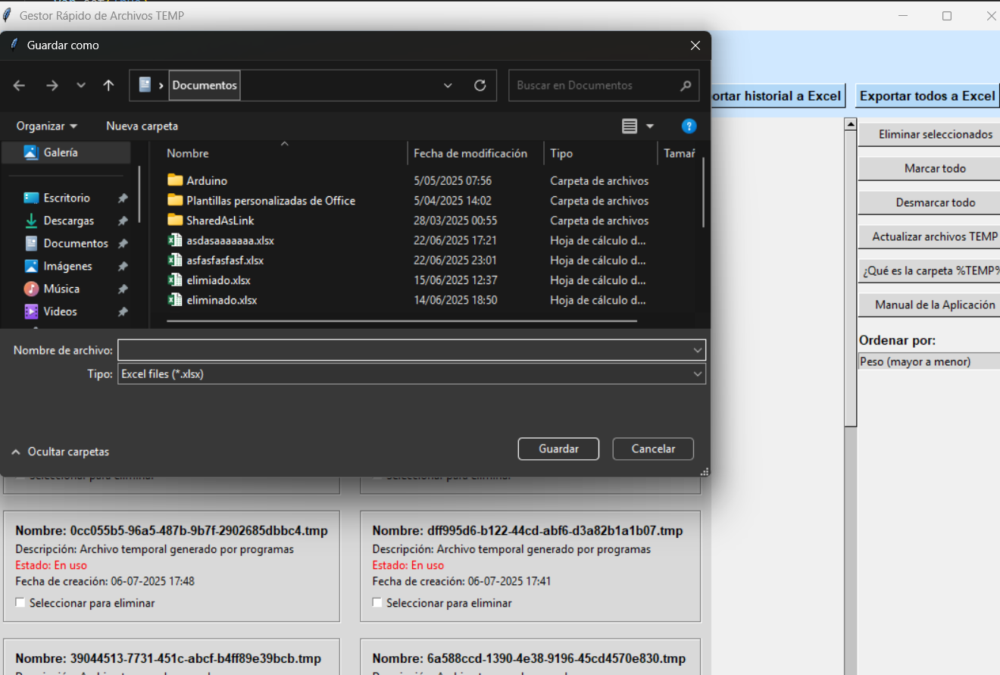 Gestor Rápido de Archivos TEMP
Guardar como
Documentos
Buscar en Documentos
ortar historial a Excel
Exportar todos a Excel
Organizar
Nueva carpeta
?
Galería
Escritorio
Descargas
Documentos
Imágenes
Música
Videos
Nombre Fecha de modificación Tipo Tamañ
Arduino 5/05/2025 07:56 Carpeta de archivos
Plantillas personalizadas de Office 5/04/2025 14:02 Carpeta de archivos
SharedAsLink 28/03/2025 00:55 Carpeta de archivos
asdasaaaaaaa.xlsx 22/06/2025 17:21 Hoja de cálculo d...
asfasfasfasf.xlsx 22/06/2025 23:01 Hoja de cálculo d...
elimiado.xlsx 15/06/2025 12:37 Hoja de cálculo d...
eliminado.xlsx 14/06/2025 18:50 Hoja de cálculo d...
Nombre de archivo:
Tipo: Excel files (*.xlsx)
Ocultar carpetas
Guardar
Cancelar
Eliminar seleccionados
Marcar todo
Desmarcar todo
Actualizar archivos TEMP
¿Qué es la carpeta %TEMP%
Manual de la Aplicación
Ordenar por:
Peso (mayor a menor)
Seleccionar para eliminar
Seleccionar para eliminar
Nombre: 0cc055b5-96a5-487b-9b7f-2902685dbbc4.tmp
Descripción: Archivo temporal generado por programas
Estado: En uso
Fecha de creación: 06-07-2025 17:48
Seleccionar para eliminar
Nombre: dff995d6-b122-44cd-abf6-d3a82b1a1b07.tmp
Descripción: Archivo temporal generado por programas
Estado: En uso
Fecha de creación: 06-07-2025 17:41
Seleccionar para eliminar
Nombre: 39044513-7731-451c-abcf-b4ff89e39bcb.tmp
Nombre: 6a588ccd-1390-4e38-9196-45cd4570e830.tmp